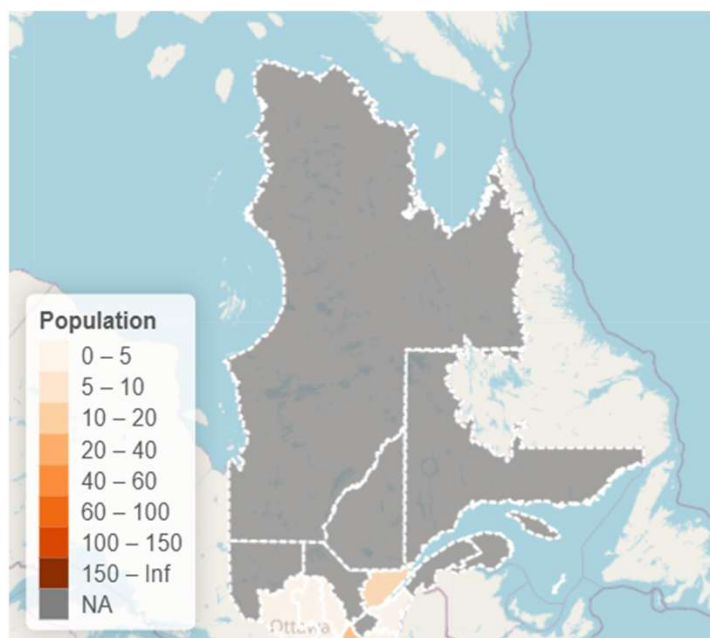 Population
0 – 5
5 – 10
10 – 20
20 – 40
40 – 60
60 – 100
100 – 150
150 – Inf
NA
Ottawa